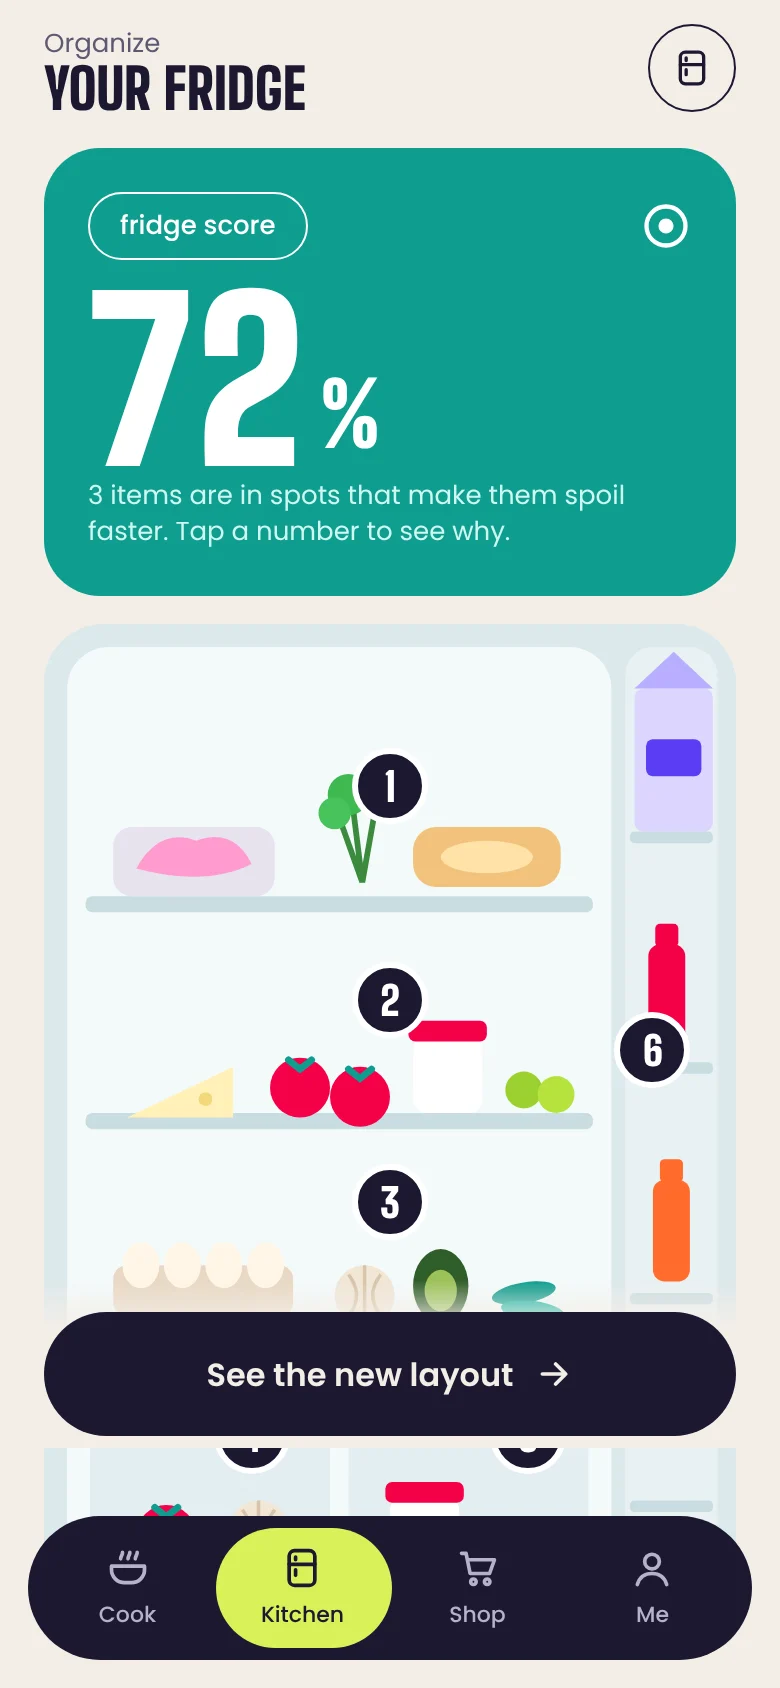 Organize
YOUR FRIDGE
fridge score
72 %
3 items are in spots that make them spoil
faster. Tap a number to see why.
1
2
6
3
See the new layout
Cook
Kitchen
Shop
Me